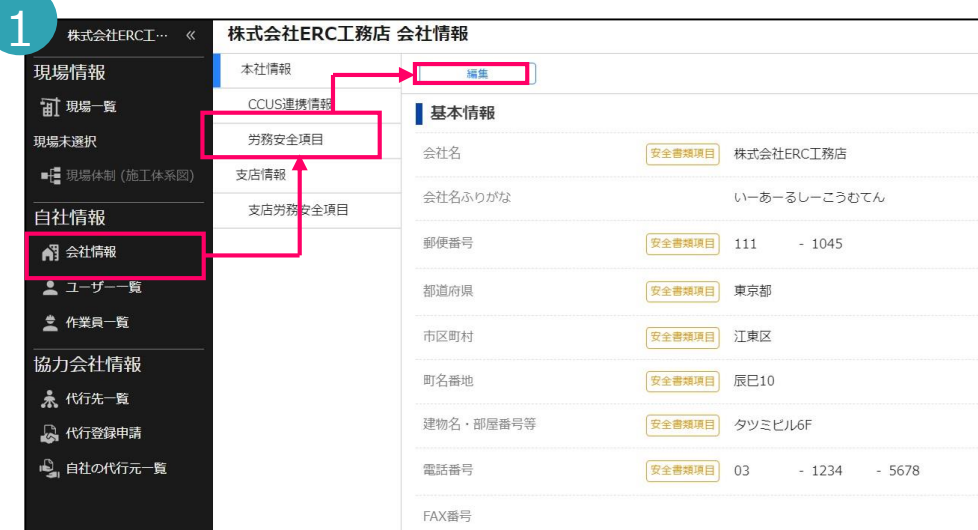 1
株式会社ERC工… «
現場情報
現場一覧
現場未選択
現場体制 (施工体系図)
自社情報
会社情報
ユーザー一覧
作業員一覧
協力会社情報
代行先一覧
代行登録申請
自社の代行元一覧
株式会社ERC工務店 会社情報
本社情報
CCUS連携情報
労務安全項目
支店情報
支店労務安全項目
編集
基本情報
会社名 安全書類項目 株式会社ERC工務店
会社名ふりがな いーあーるしーこうむてん
郵便番号 安全書類項目 111 - 1045
都道府県 安全書類項目 東京都
市区町村 安全書類項目 江東区
町名番地 安全書類項目 辰巳10
建物名・部屋番号等 安全書類項目 タツミビル6F
電話番号 安全書類項目 03 - 1234 - 5678
FAX番号